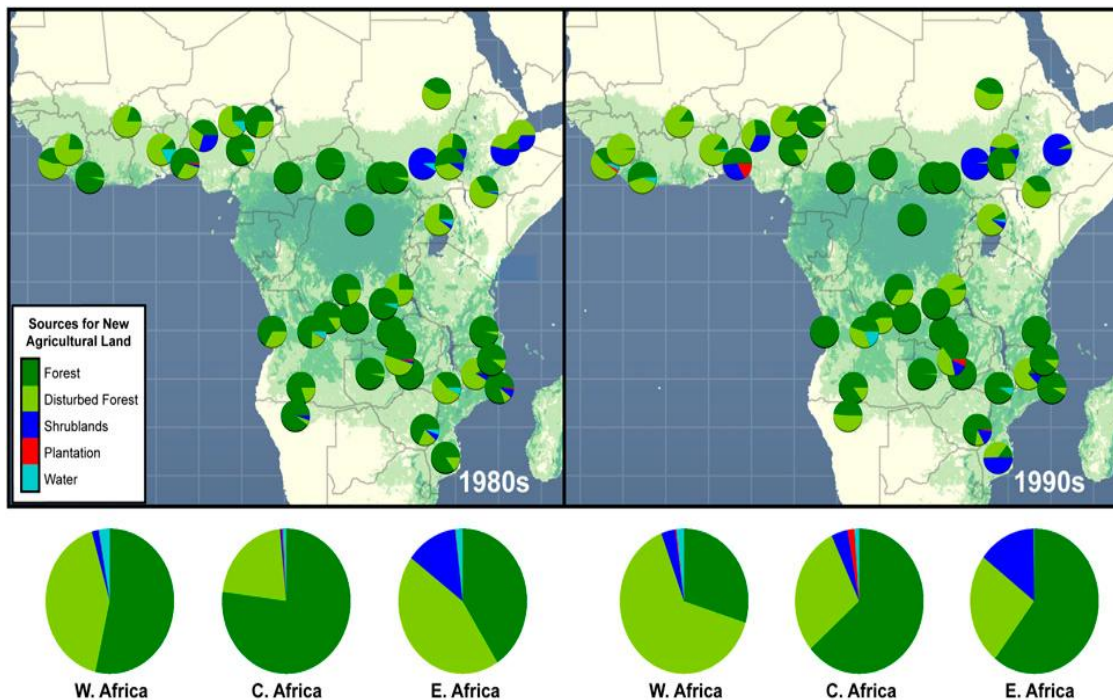 Sources for New
Agricultural Land
Forest
Disturbed Forest
Shrublands
Plantation
Water
1980s
1990s
W. Africa
C. Africa
E. Africa
W. Africa
C. Africa
E. Africa